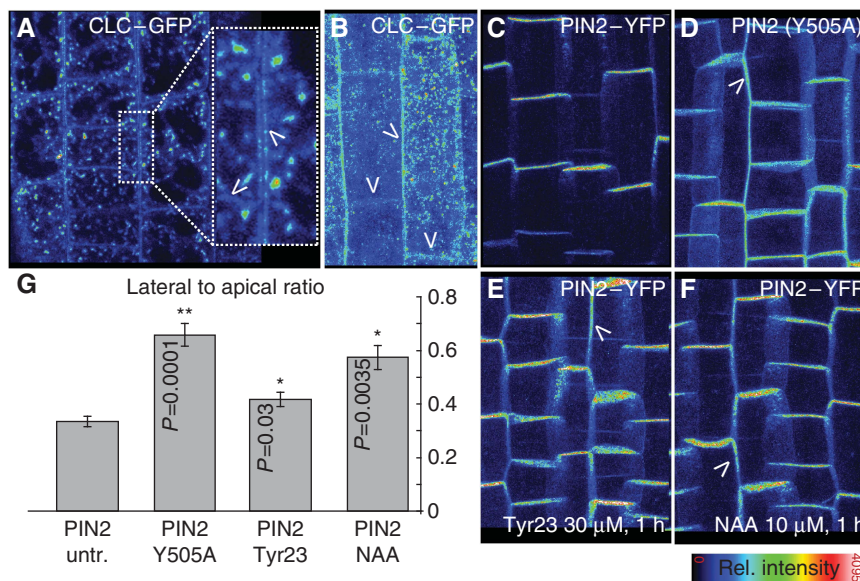 A CLC–GFP
B CLC–GFP
C PIN2–YFP
D PIN2 (Y505A)
E PIN2–YFP
Tyr23 30 μM, 1 h
F PIN2–YFP
NAA 10 μM, 1 h
G
Lateral to apical ratio
0.8
0.6
0.4
0.2
0
**
*
*
P=0.0001
P=0.03
P=0.0035
PIN2 untr.
PIN2 Y505A
PIN2 Tyr23
PIN2 NAA
0 Rel. intensity 4095